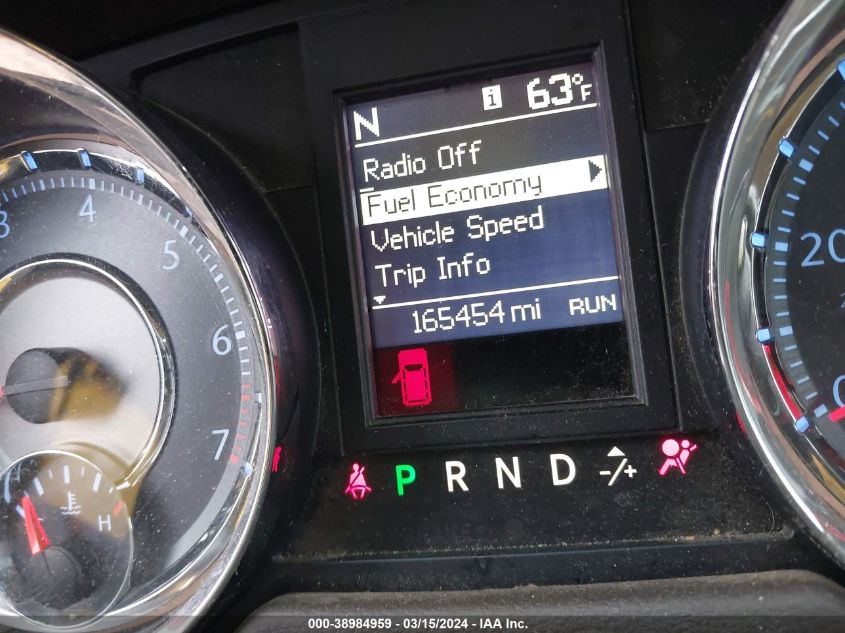 N i 63°F
Radio Off
Fuel Economy
Vehicle Speed
Trip Info
165454 mi RUN
3 4 5 6 7
H
P R N D -/+
20
0
000-38984959 - 03/15/2024 - IAA Inc.